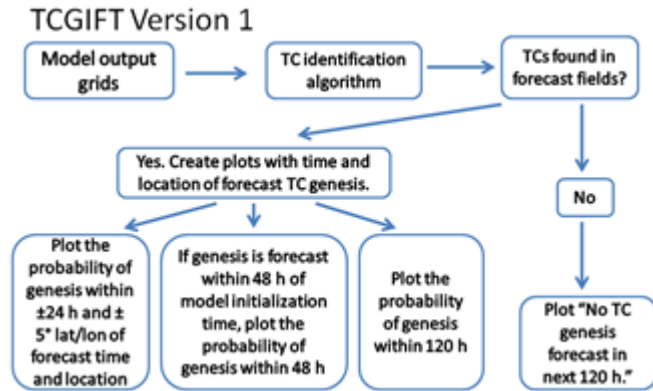 TCGIFT Version 1
Model output
grids
TC identification
algorithm
TCs found in
forecast fields?
Yes. Create plots with time and
location of forecast TC genesis.
No
Plot the
probability of
genesis within
±24 h and ±
5° lat/lon of
forecast time
and location
If genesis is forecast
within 48 h of
model initialization
time, plot the
probability of
genesis within 48 h
Plot the
probability
of genesis
within 120 h
Plot “No TC
genesis
forecast in
next 120 h.”